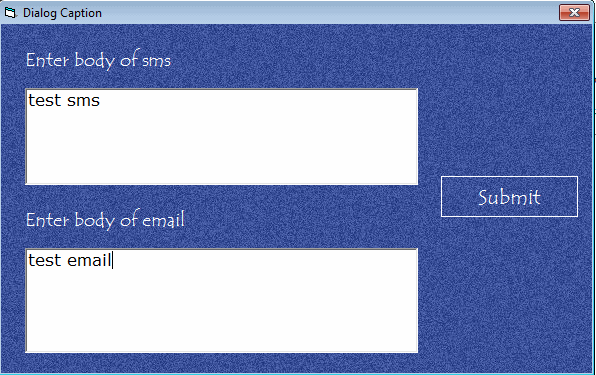 Dialog Caption
Enter body of sms
test sms
Submit
Enter body of email
test email